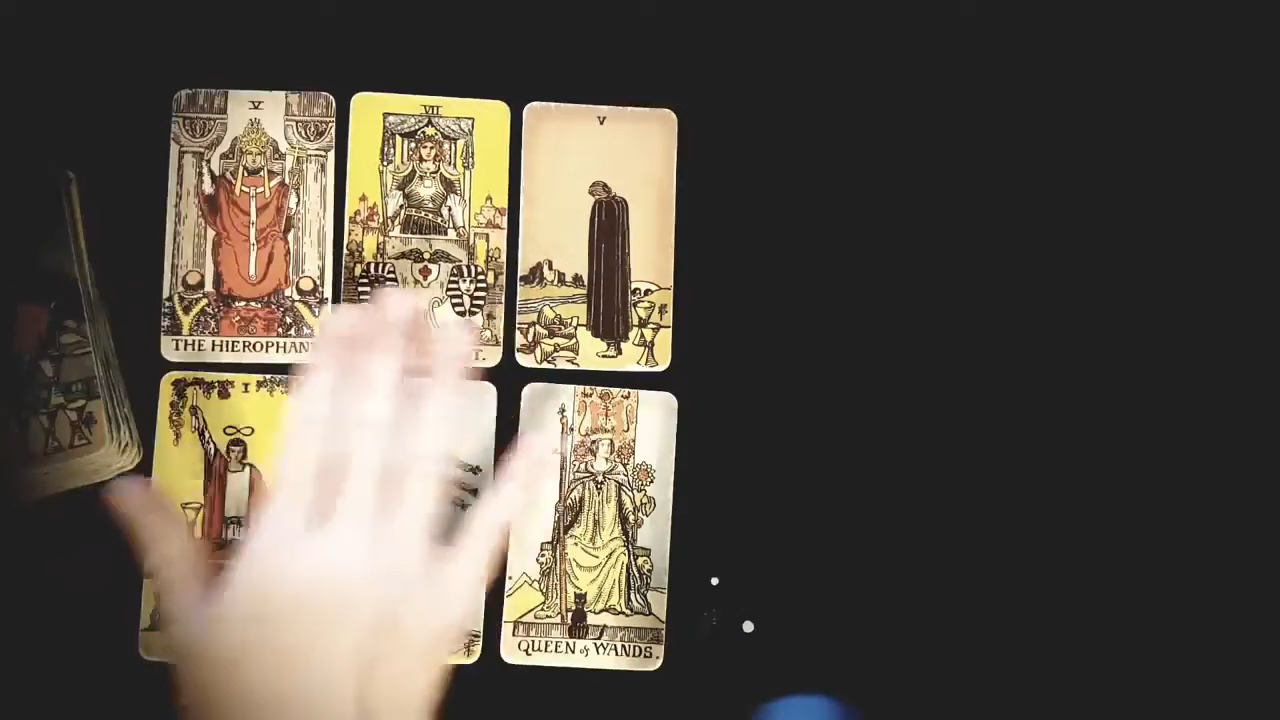 V
VII
V
THE HIEROPHAN
T.
I
QUEEN of WANDS.